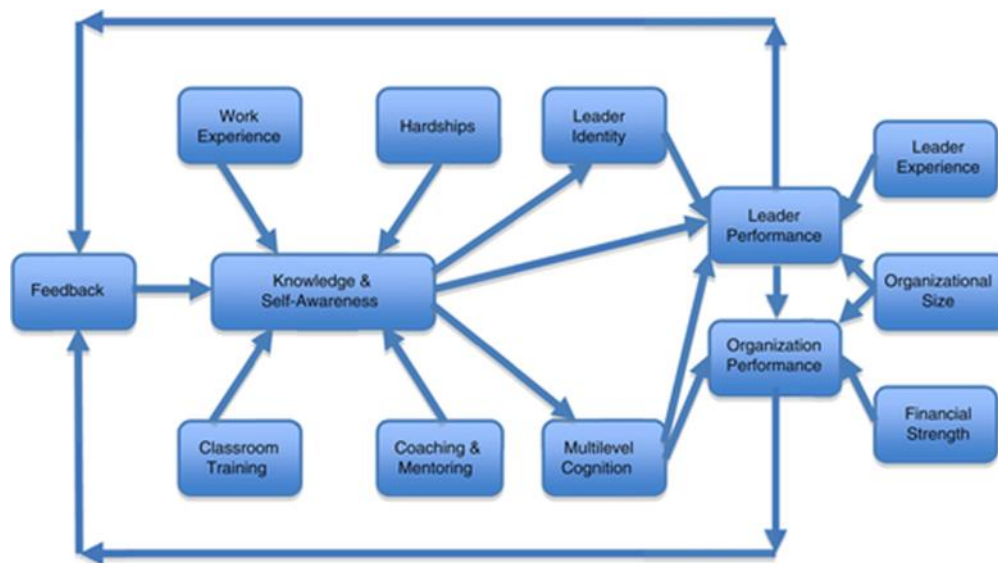 Work
Experience
Hardships
Leader
Identity
Leader
Experience
Leader
Performance
Feedback
Knowledge &
Self-Awareness
Organizational
Size
Organization
Performance
Classroom
Training
Coaching &
Mentoring
Multilevel
Cognition
Financial
Strength